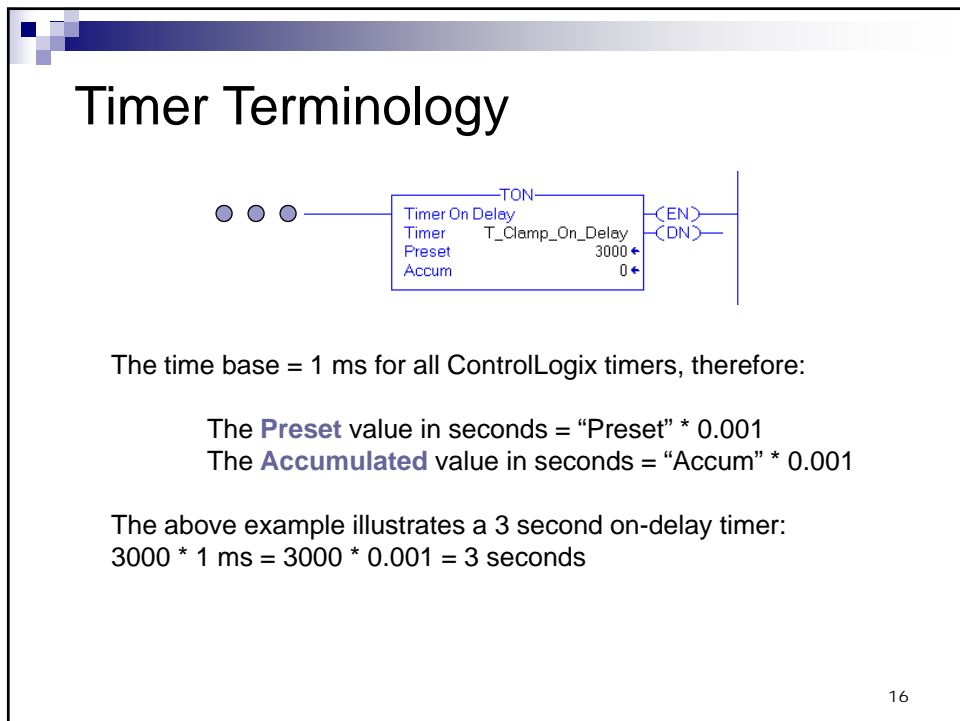 Timer Terminology
TON
Timer On Delay
Timer T_Clamp_On_Delay
Preset 3000
Accum 0
(EN)
(DN)
The time base = 1 ms for all ControlLogix timers, therefore:
The Preset value in seconds = “Preset” * 0.001
The Accumulated value in seconds = “Accum” * 0.001
The above example illustrates a 3 second on-delay timer:
3000 * 1 ms = 3000 * 0.001 = 3 seconds
16